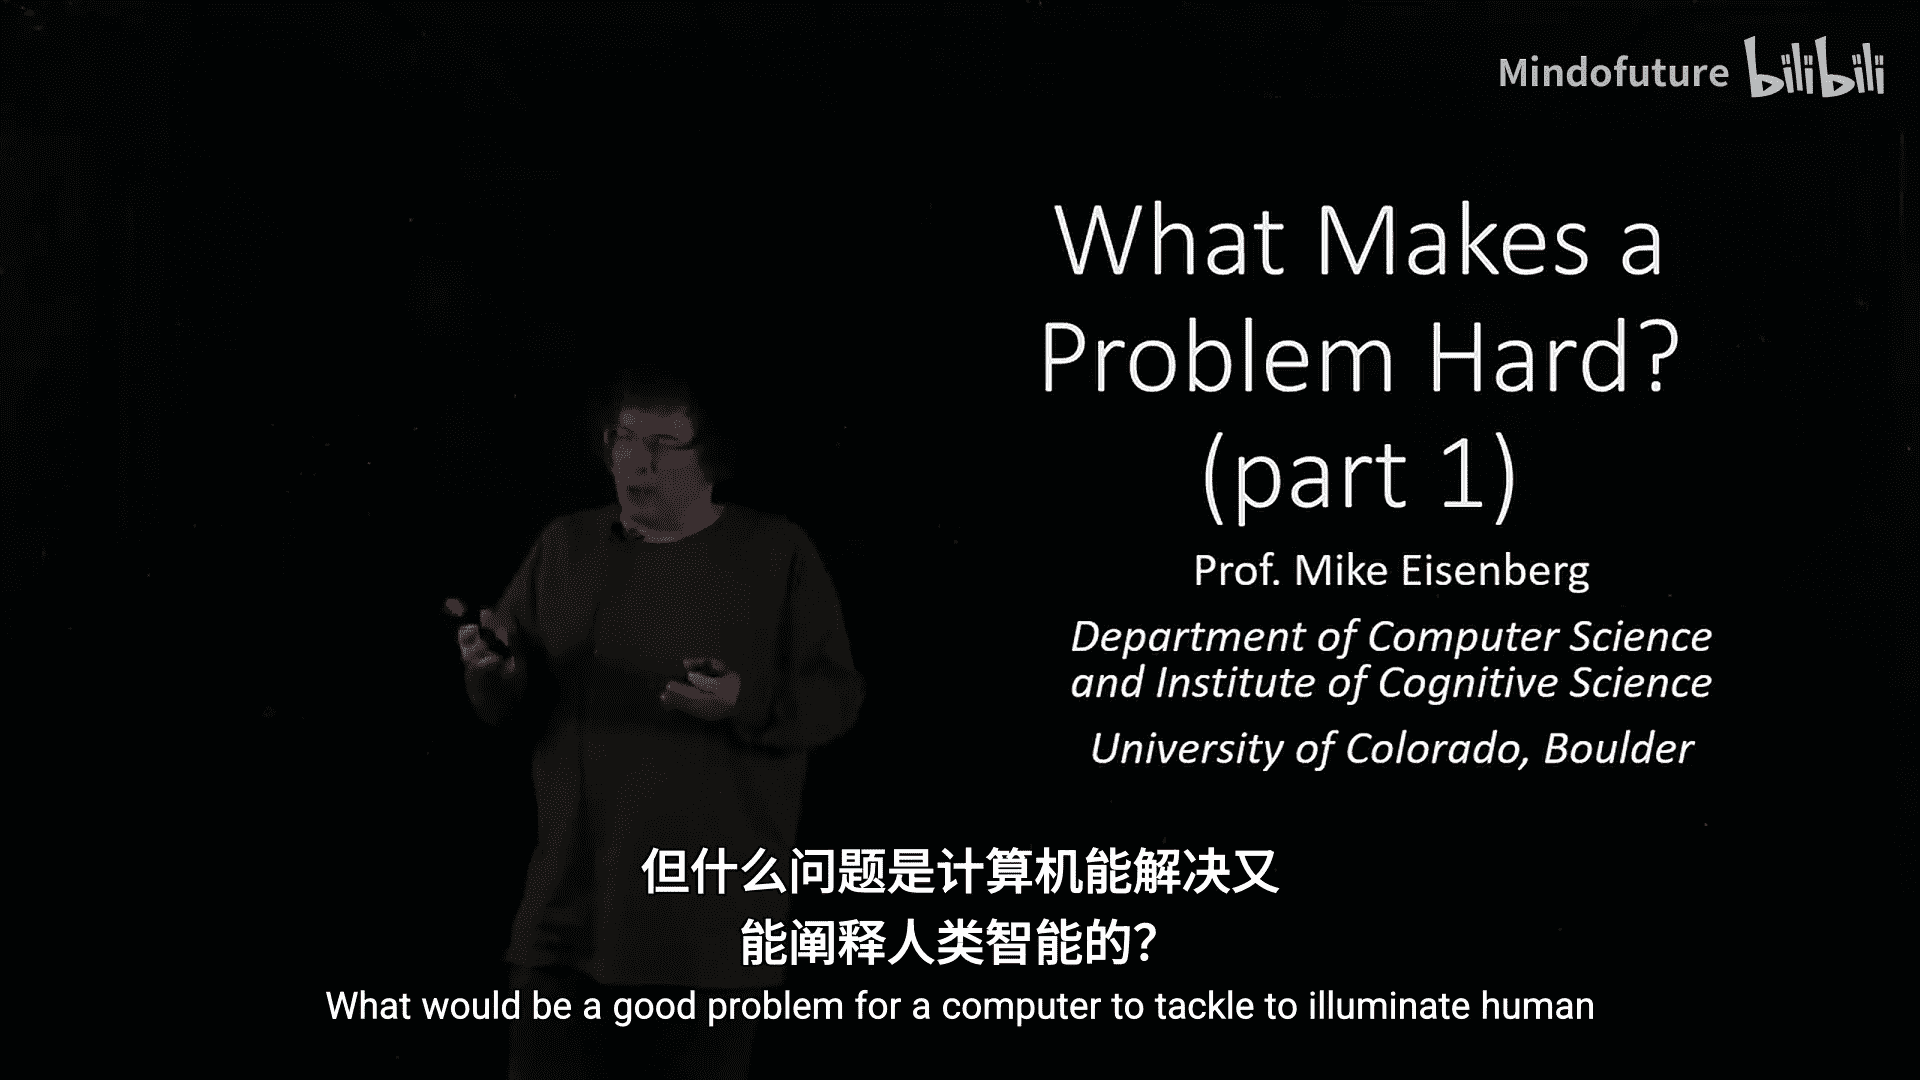 Mindofuture bilibili
What Makes a
Problem Hard?
(part 1)
Prof. Mike Eisenberg
Department of Computer Science
and Institute of Cognitive Science
University of Colorado, Boulder
但什么问题是计算机能解决又
能阐释人类智能的？
What would be a good problem for a computer to tackle to illuminate human